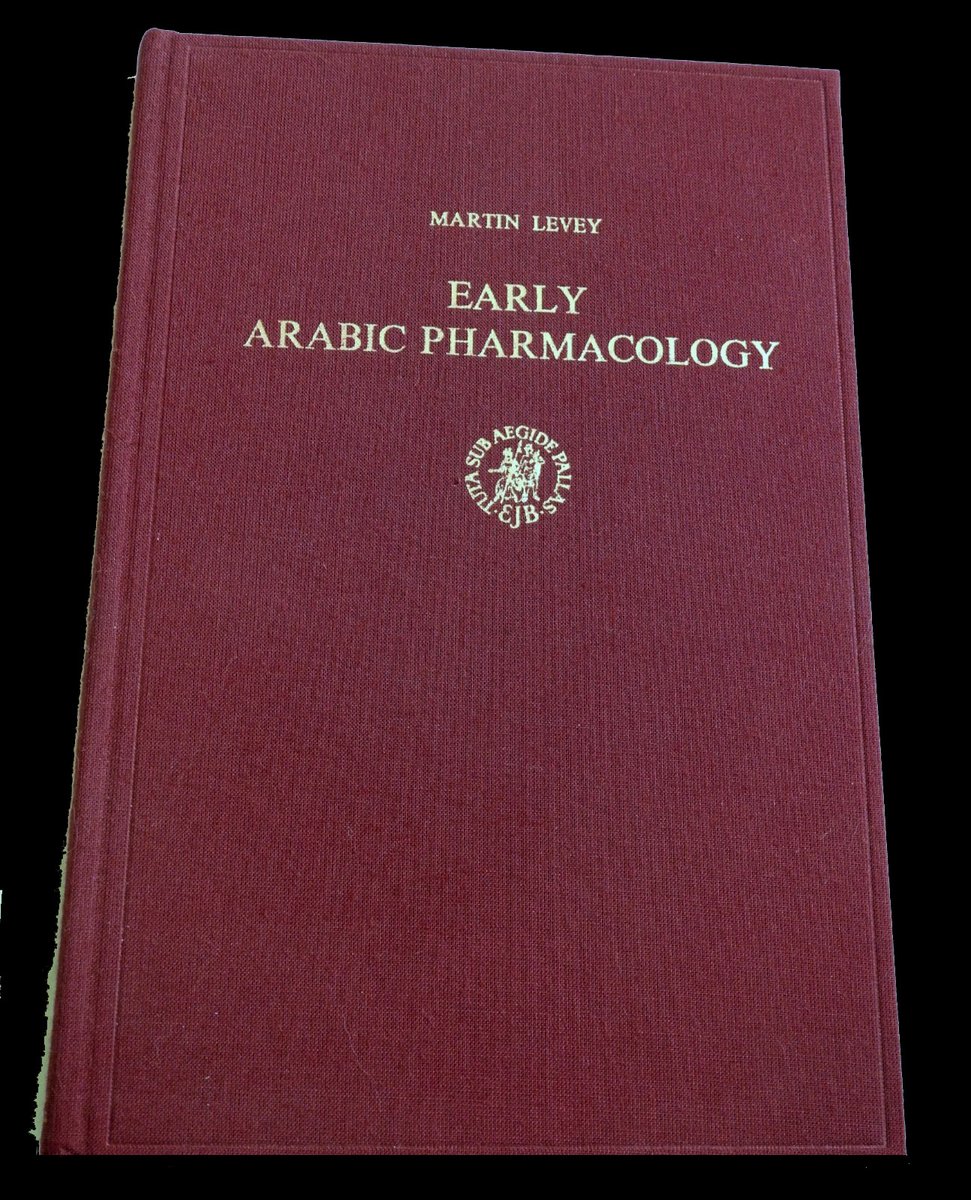 MARTIN LEVEY
EARLY
ARABIC PHARMACOLOGY
TUTA SUB AEGIDE PALLAS
· EJB ·